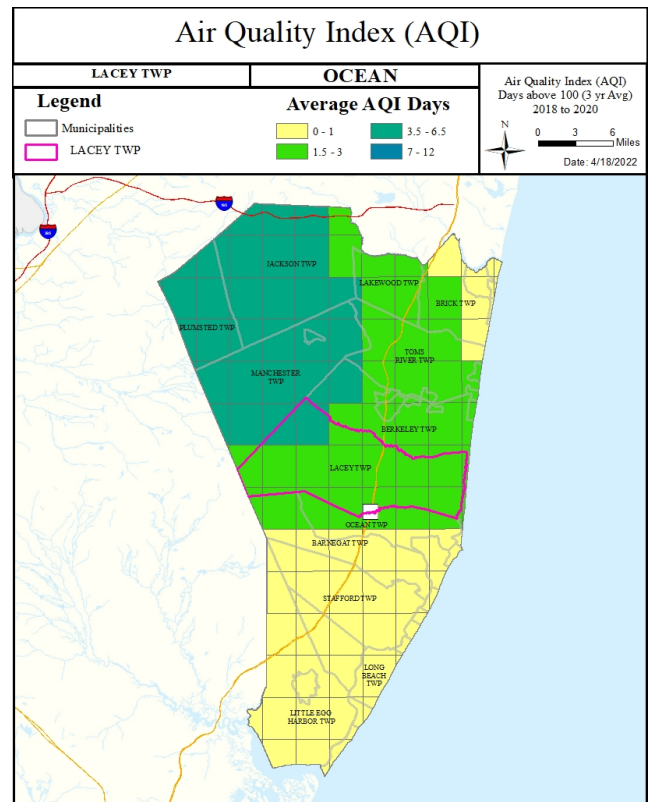 Air Quality Index (AQI)
LACEY TWP
OCEAN
Legend
Municipalities
LACEY TWP
Average AQI Days
0 - 1
3.5 - 6.5
1.5 - 3
7 - 12
Air Quality Index (AQI)
Days above 100 (3 yr Avg)
2018 to 2020
N
0 3 6
Miles
Date: 4/18/2022
JACKSON TWP
LAKEWOOD TWP
BRICK TWP
PLUMSTED TWP
TOMS
RIVER TWP
MANCHESTER
TWP
BERKELEY TWP
LACEY TWP
OCEAN TWP
BARNEGAT TWP
STAFFORD TWP
LONG
BEACH
TWP
LITTLE EGG
HARBOR TWP